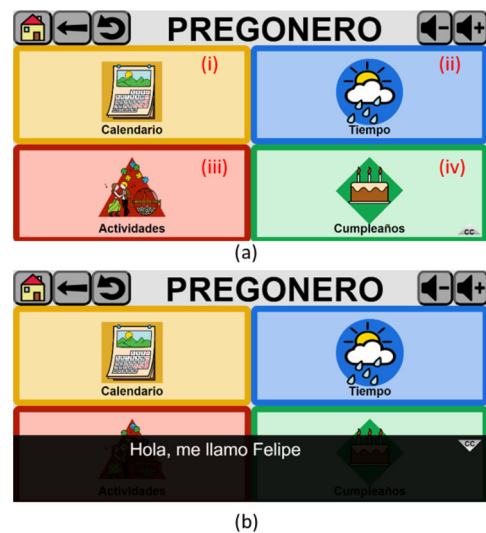 PREGONERO
(i)
(ii)
Calendario
Tiempo
(iii)
(iv)
Actividades
Cumpleaños
CC
(a)
PREGONERO
Calendario
Tiempo
Hola, me llamo Felipe
CC
Actividades
Cumpleaños
(b)